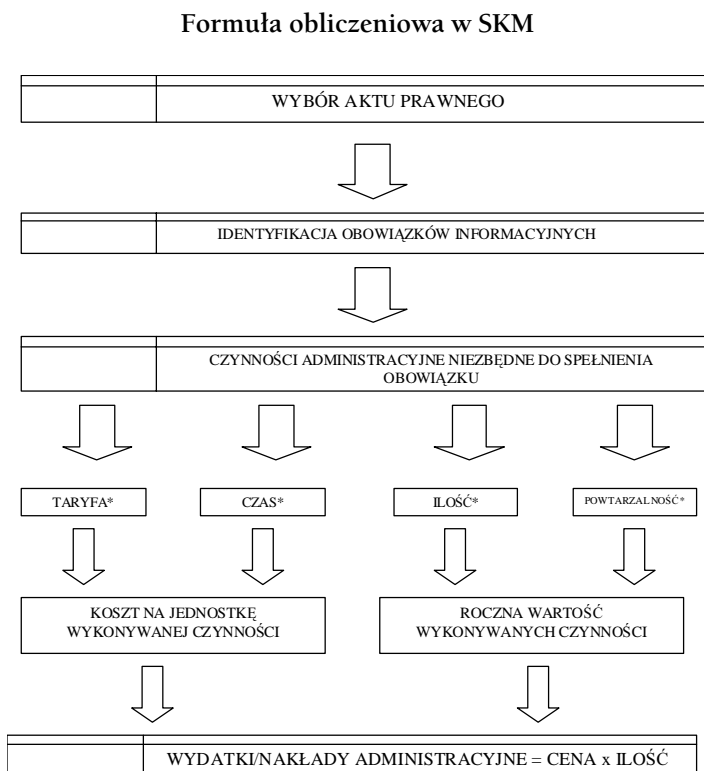 Formuła obliczeniowa w SKM
WYBÓR AKTU PRAWNEGO
IDENTYFIKACJA OBOWIĄZKÓW INFORMACYJNYCH
CZYNNOŚCI ADMINISTRACYJNE NIEZBĘDNE DO SPEŁNIENIA
OBOWIĄZKU
TARYFA*
CZAS*
ILOŚĆ*
POWTARZALNOŚĆ*
KOSZT NA JEDNOSTKĘ
WYKONYWANEJ CZYNNOŚCI
ROCZNA WARTOŚĆ
WYKONYWANYCH CZYNNOŚCI
WYDATKI/NAKŁADY ADMINISTRACYJNE = CENA x ILOŚĆ